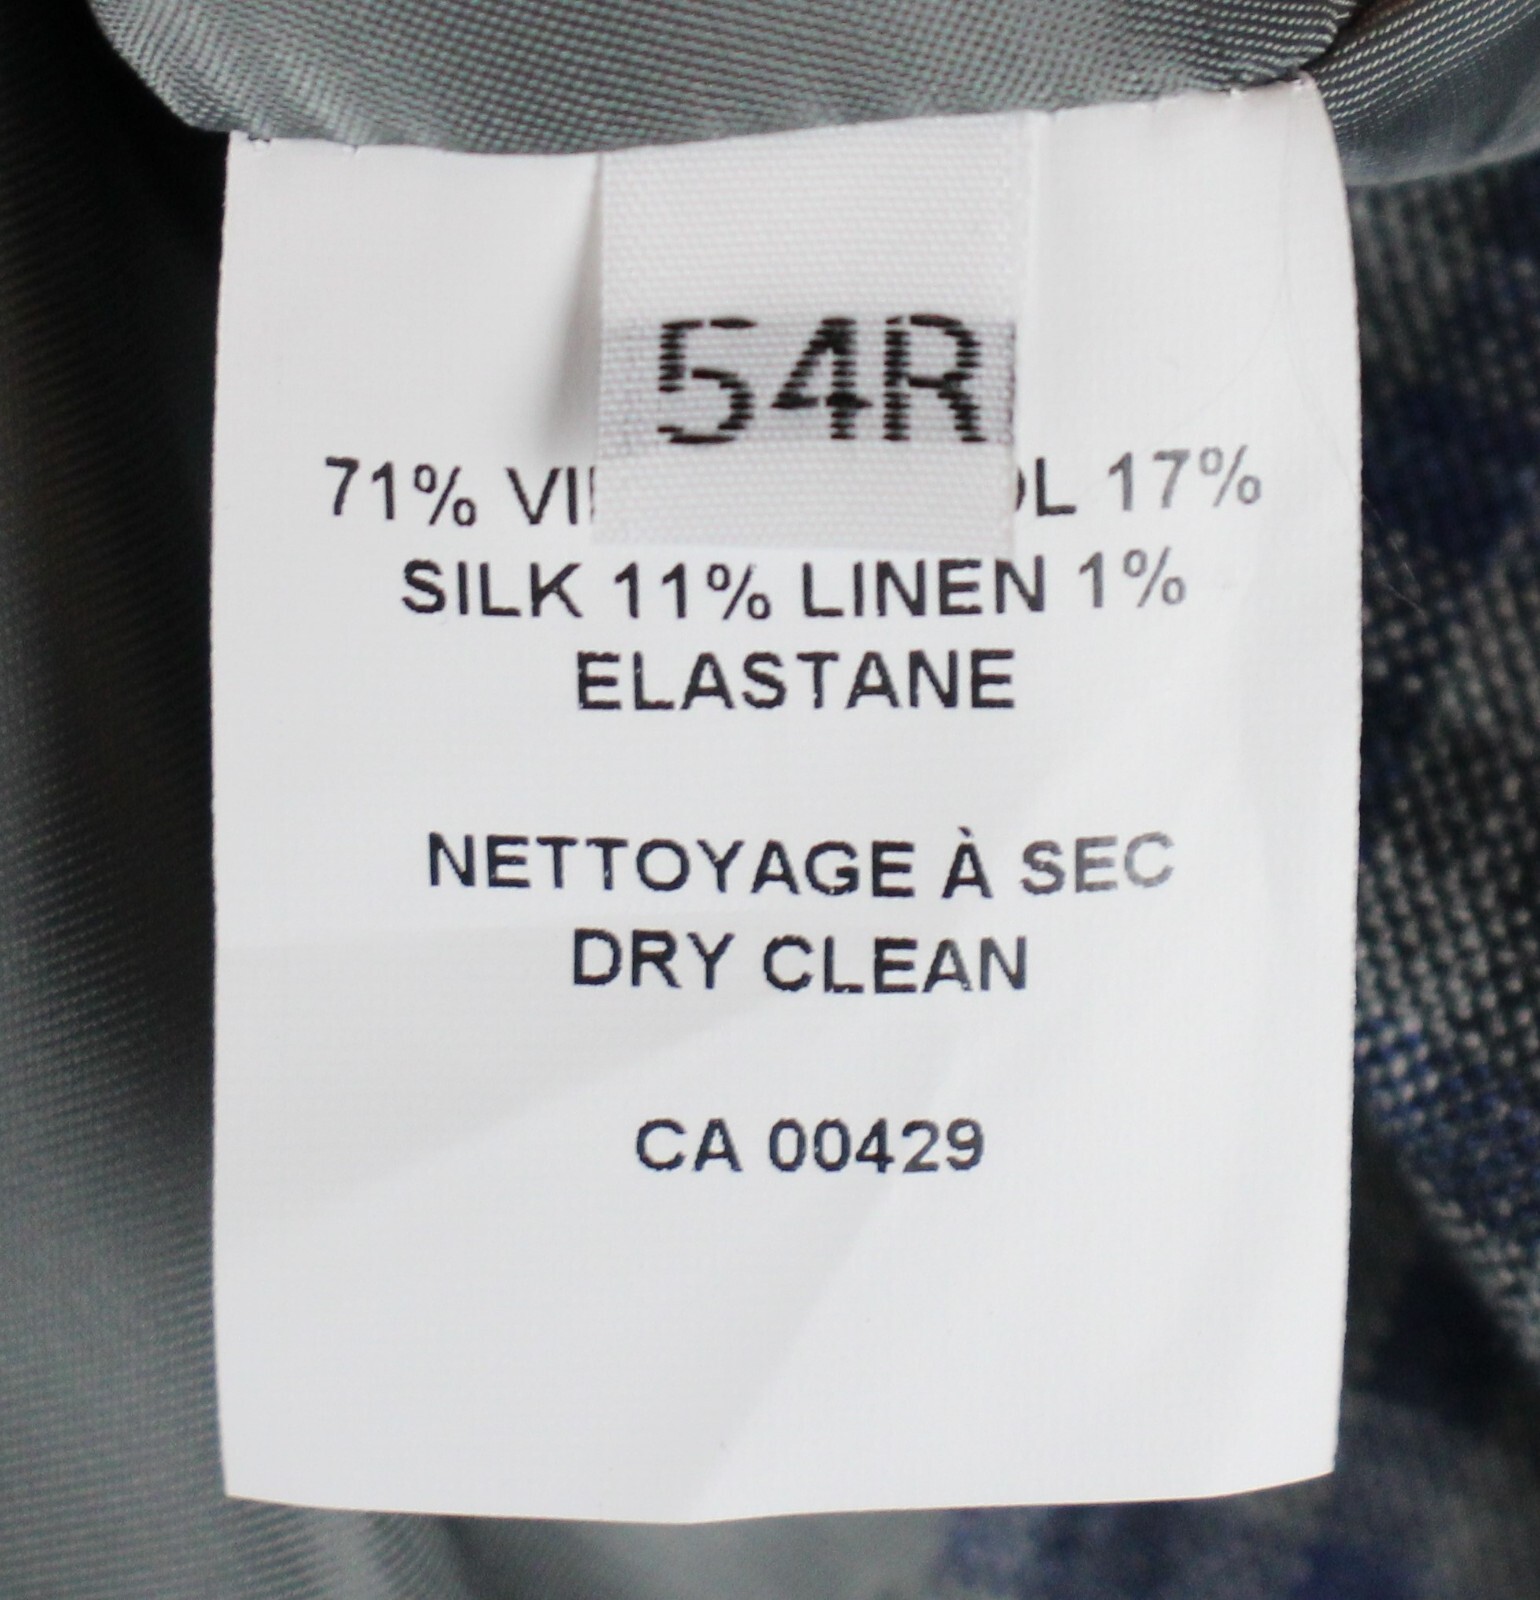 54R
71% 17%
SILK 11% LINEN 1%
ELASTANE
NETTOYAGE À SEC
DRY CLEAN
CA 00429